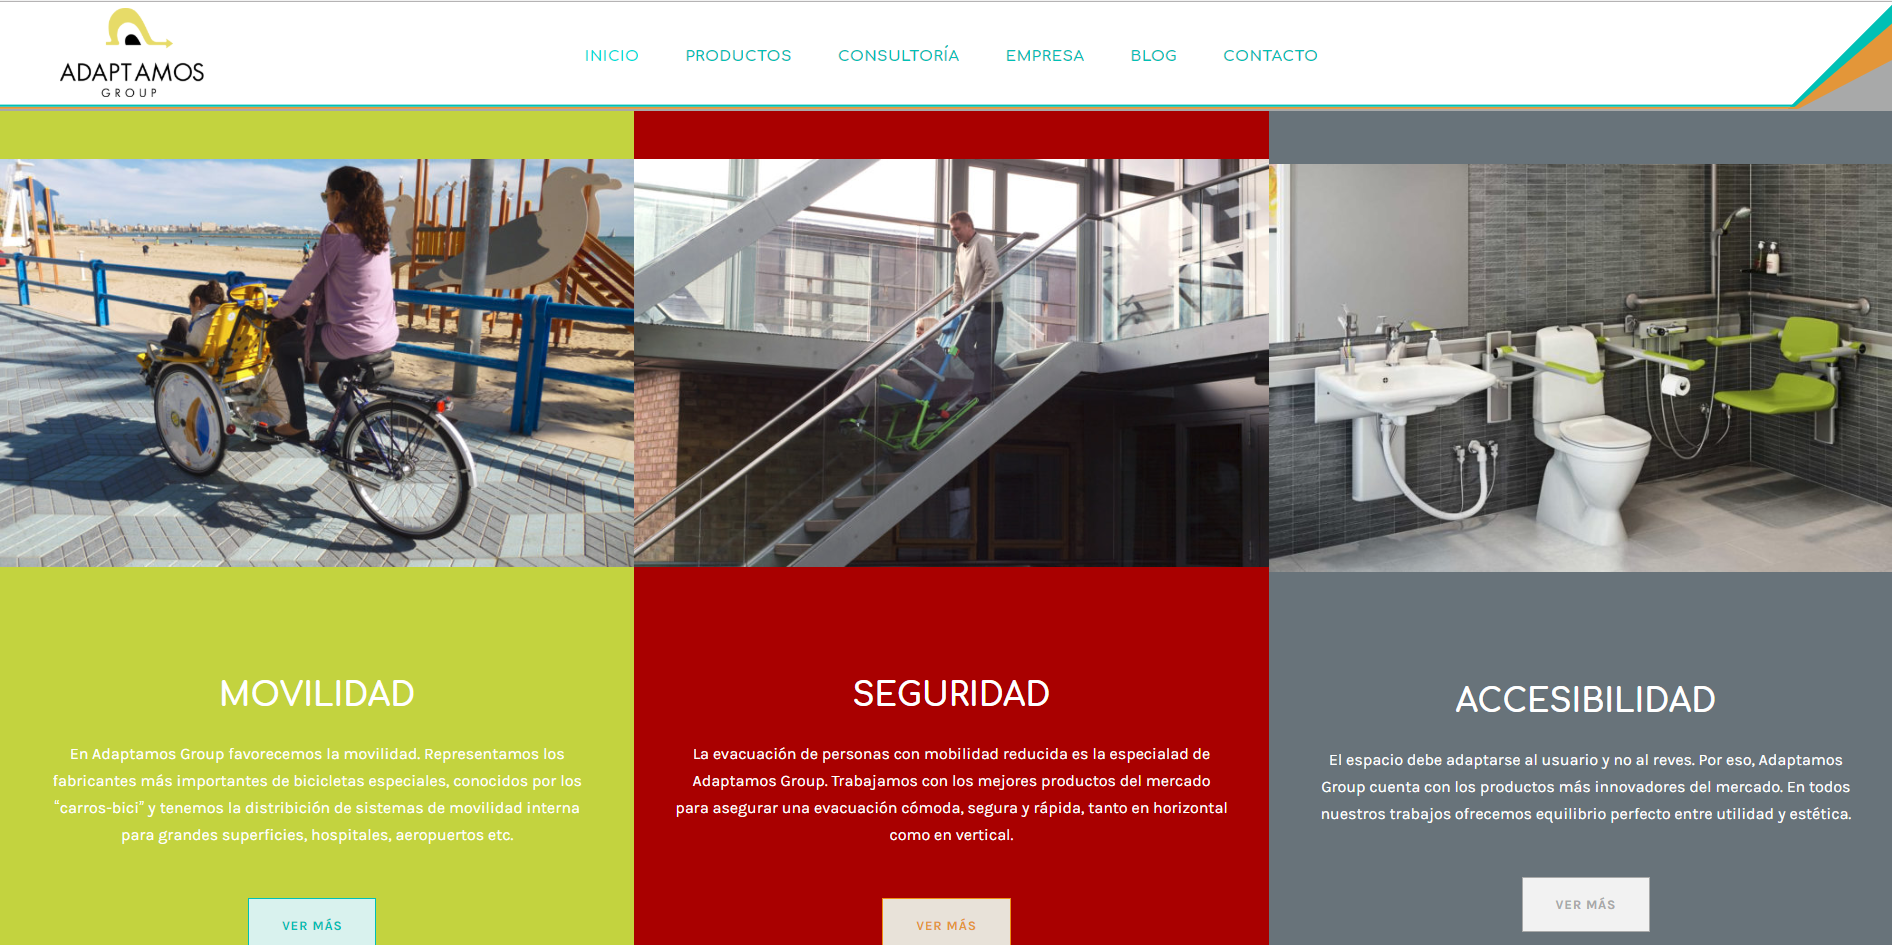 ADAPTAMOS
GROUP
INICIO PRODUCTOS CONSULTORÍA EMPRESA BLOG CONTACTO
MOVILIDAD
En Adaptamos Group favorecemos la movilidad. Representamos los
fabricantes más importantes de bicicletas especiales, conocidos por los
“carros-bici” y tenemos la distribición de sistemas de movilidad interna
para grandes superficies, hospitales, aeropuertos etc.
VER MÁS
SEGURIDAD
La evacuación de personas con mobilidad reducida es la especialad de
Adaptamos Group. Trabajamos con los mejores productos del mercado
para asegurar una evacuación cómoda, segura y rápida, tanto en horizontal
como en vertical.
VER MÁS
ACCESIBILIDAD
El espacio debe adaptarse al usuario y no al reves. Por eso, Adaptamos
Group cuenta con los productos más innovadores del mercado. En todos
nuestros trabajos ofrecemos equilibrio perfecto entre utilidad y estética.
VER MÁS